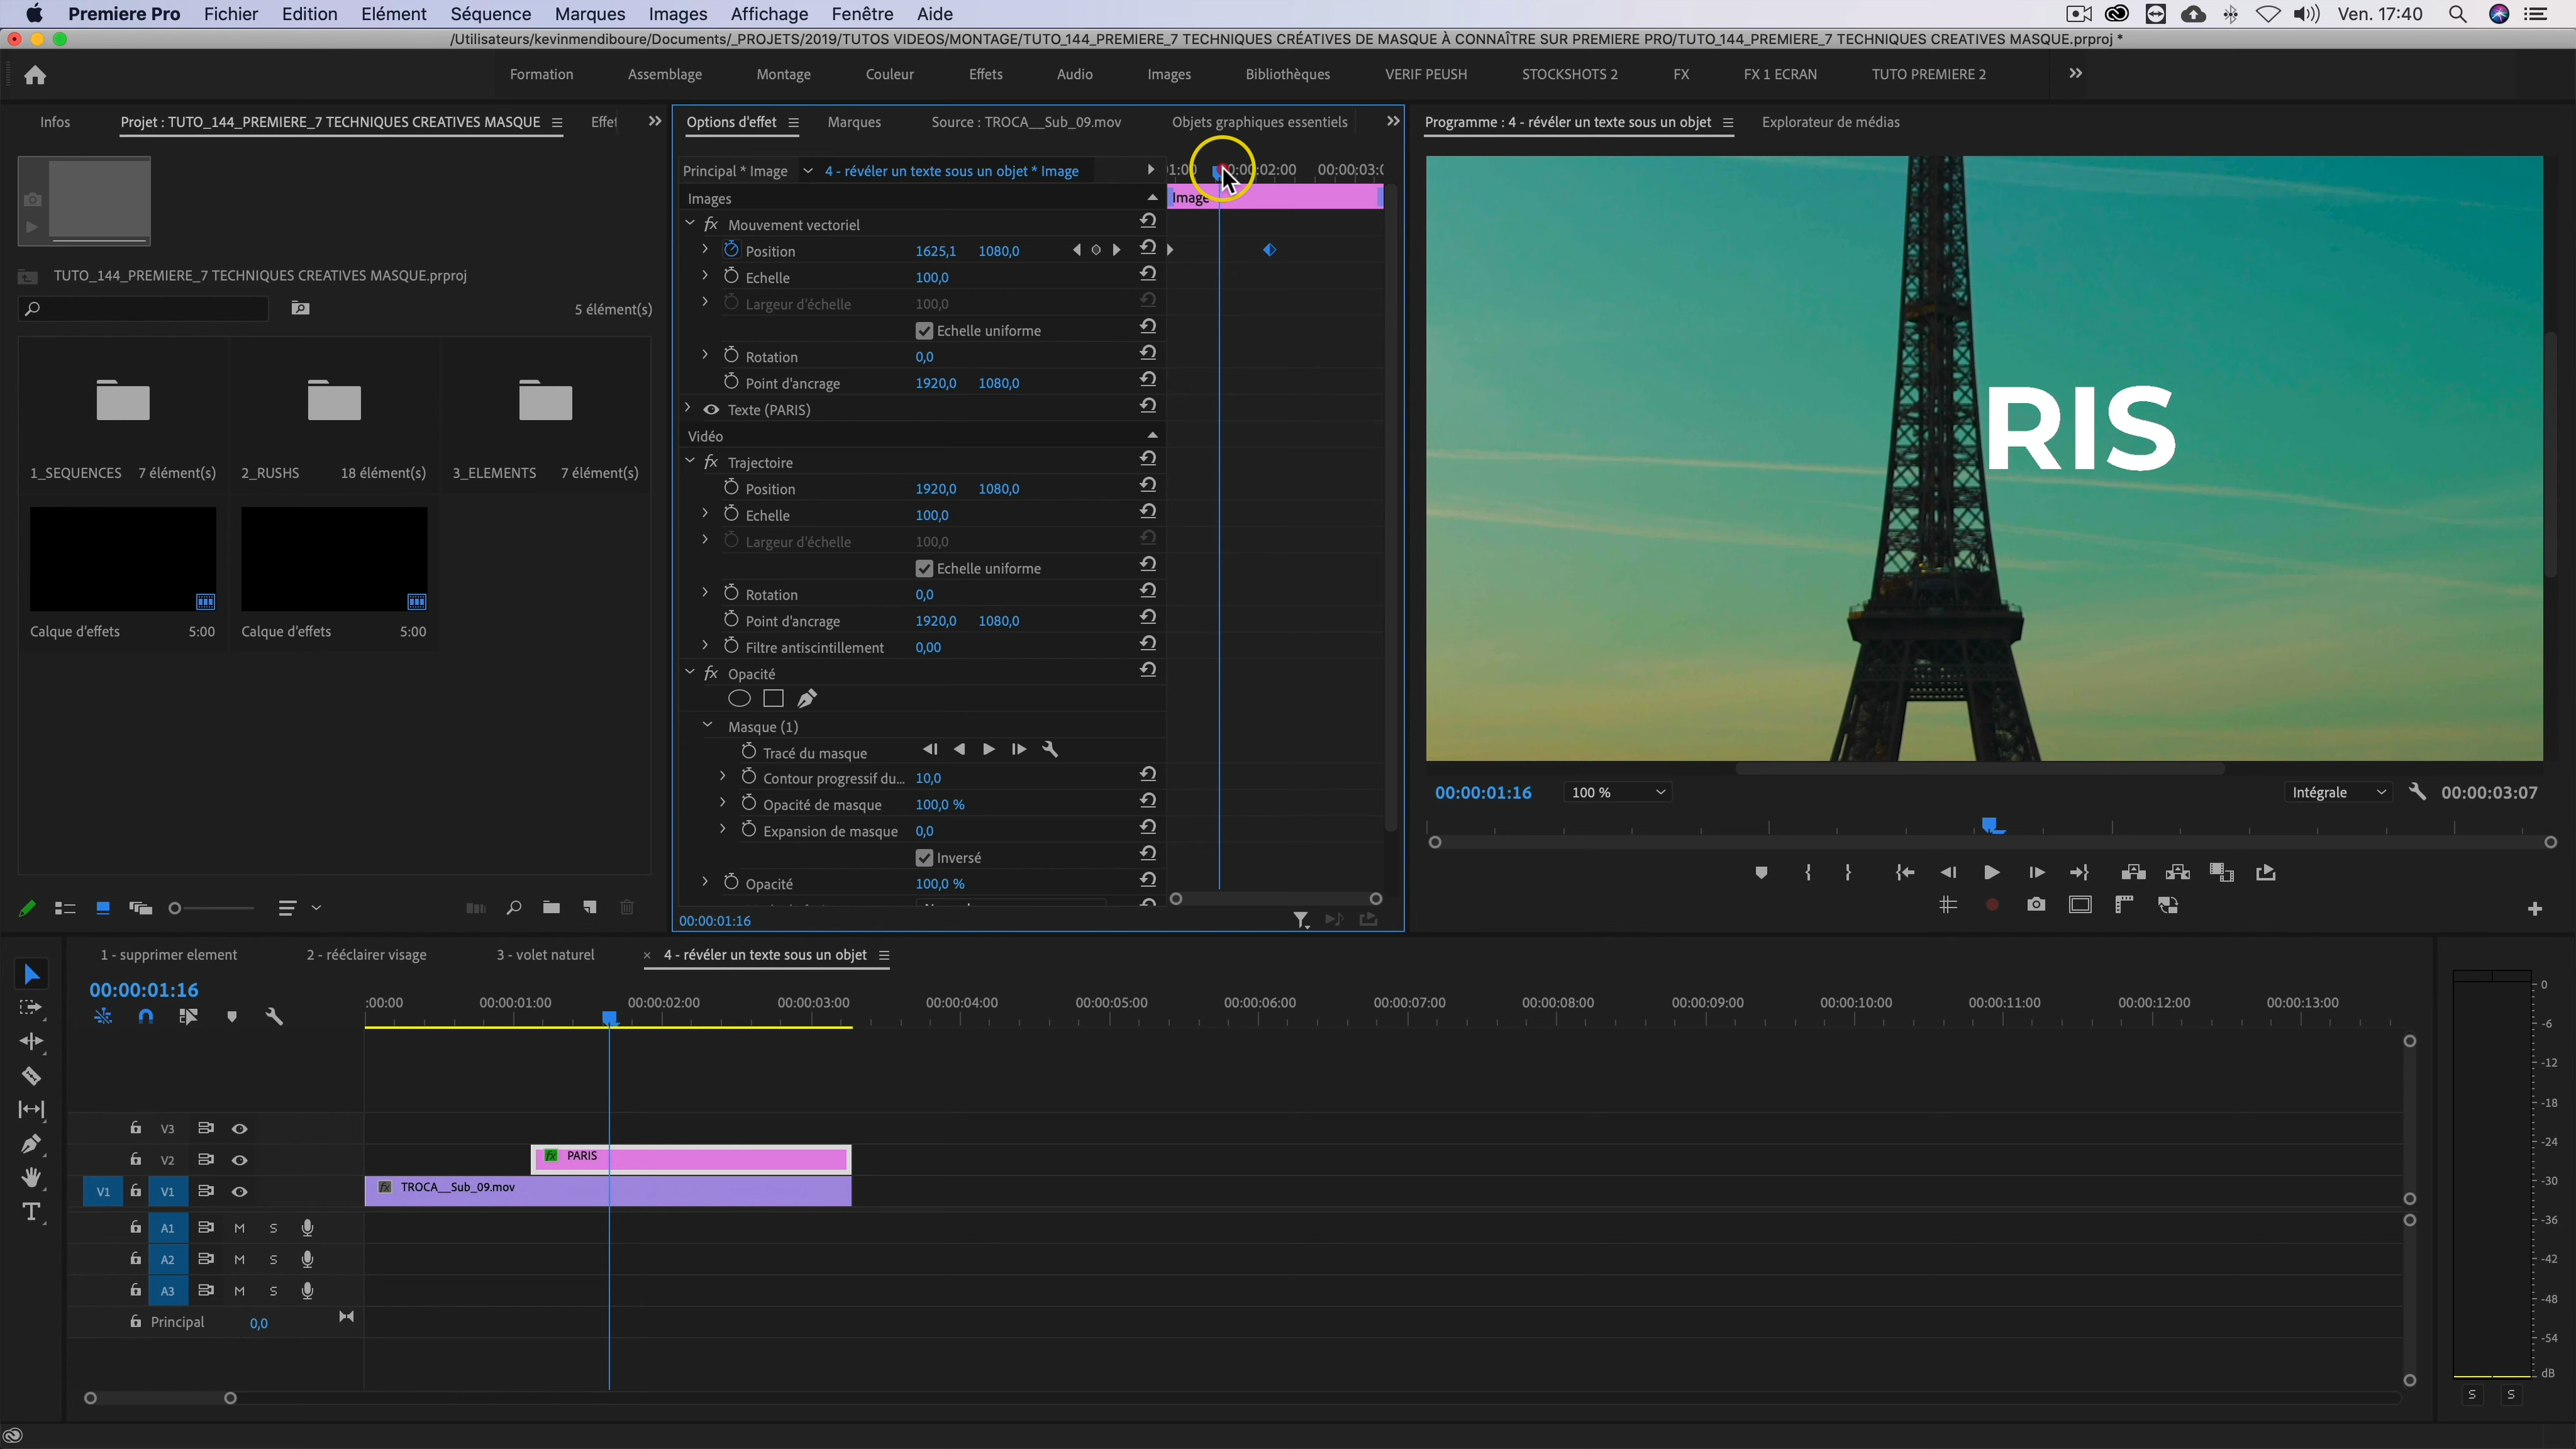 Premiere Pro Fichier Edition Elément Séquence Marques Images Affichage Fenêtre Aide Ven. 17:40
/Utilisateurs/kevinmendiboure/Documents/_PROJETS/2019/TUTOS VIDEOS/MONTAGE/TUTO_144_PREMIERE_7 TECHNIQUES CRÉATIVES DE MASQUE À CONNAÎTRE SUR PREMIERE PRO/TUTO_144_PREMIERE_7 TECHNIQUES CREATIVES MASQUE.prproj *
Formation Assemblage Montage Couleur Effets Audio Images Bibliothèques VERIF PEUSH STOCKSHOTS 2 FX FX 1 ECRAN TUTO PREMIERE 2
Infos Projet : TUTO_144_PREMIERE_7 TECHNIQUES CREATIVES MASQUE
TUTO_144_PREMIERE_7 TECHNIQUES CREATIVES MASQUE.prproj
5 élément(s)
1_SEQUENCES 7 élément(s) 2_RUSHS 18 élément(s) 3_ELEMENTS 7 élément(s)
Calque d'effets 5:00 Calque d'effets 5:00
Options d'effet Marques Source : TROCA__Sub_09.mov Objets graphiques essentiels
Principal * Image 4 - révéler un texte sous un objet * Image
Images
Image
Mouvement vectoriel
Position 1625,1 1080,0
Echelle 100,0
Largeur d'échelle 100,0
Echelle uniforme
Rotation 0,0
Point d'ancrage 1920,0 1080,0
Texte (PARIS)
Vidéo
fx Trajectoire
Position 1920,0 1080,0
Echelle 100,0
Largeur d'échelle 100,0
Echelle uniforme
Rotation 0,0
Point d'ancrage 1920,0 1080,0
Filtre antiscintillement 0,00
fx Opacité
Masque (1)
Tracé du masque
Contour progressif du... 10,0
Opacité de masque 100,0 %
Expansion de masque 0,0
Inversé
Opacité 100,0 %
00:00:01:16
Programme : 4 - révéler un texte sous un objet Explorateur de médias
RIS
00:00:01:16 100 % Intégrale 00:00:03:07
1 - supprimer element 2 - rééclairer visage 3 - volet naturel × 4 - révéler un texte sous un objet
00:00:01:16
:00:00 00:00:01:00 00:00:02:00 00:00:03:00 00:00:04:00 00:00:05:00 00:00:06:00 00:00:07:00 00:00:08:00 00:00:09:00 00:00:10:00 00:00:11:00 00:00:12:00 00:00:13:00
V3
V2 fx PARIS
V1 V1 fx TROCA__Sub_09.mov
A1 M S
A2 M S
A3 M S
Principal 0,0
0
-6
-12
-18
-24
-30
-36
-42
-48
-54
dB
S S